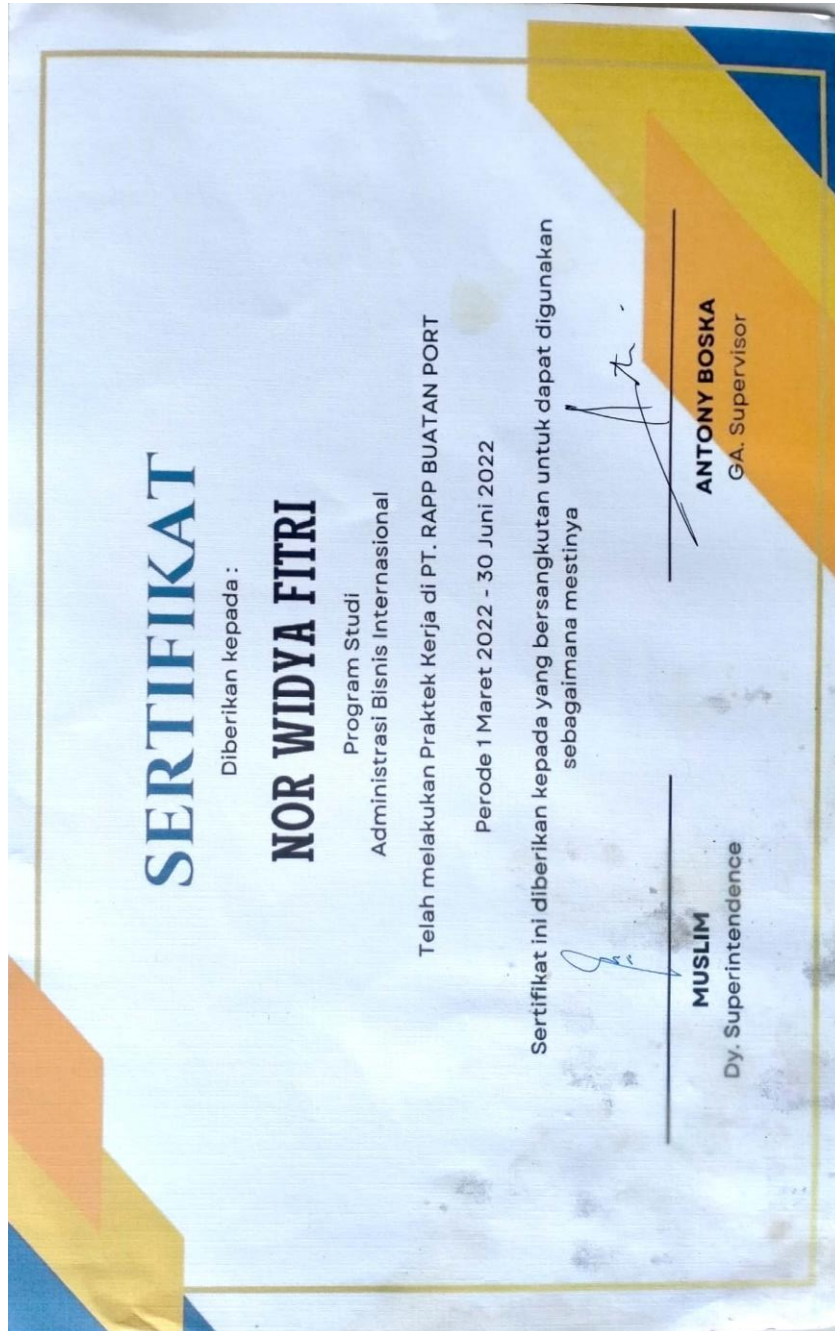 SERTIFIKAT
Diberikan kepada :
NOR WIDYA FITRI
Program Studi
Administrasi Bisnis Internasional
Telah melakukan Praktek Kerja di PT. RAPP BUATAN PORT
Perode 1 Maret 2022 - 30 Juni 2022
Sertifikat ini diberikan kepada yang bersangkutan untuk dapat digunakan
sebagaimana mestinya
MUSLIM
Dy. Superintendence
ANTONY BOSKA
GA. Supervisor